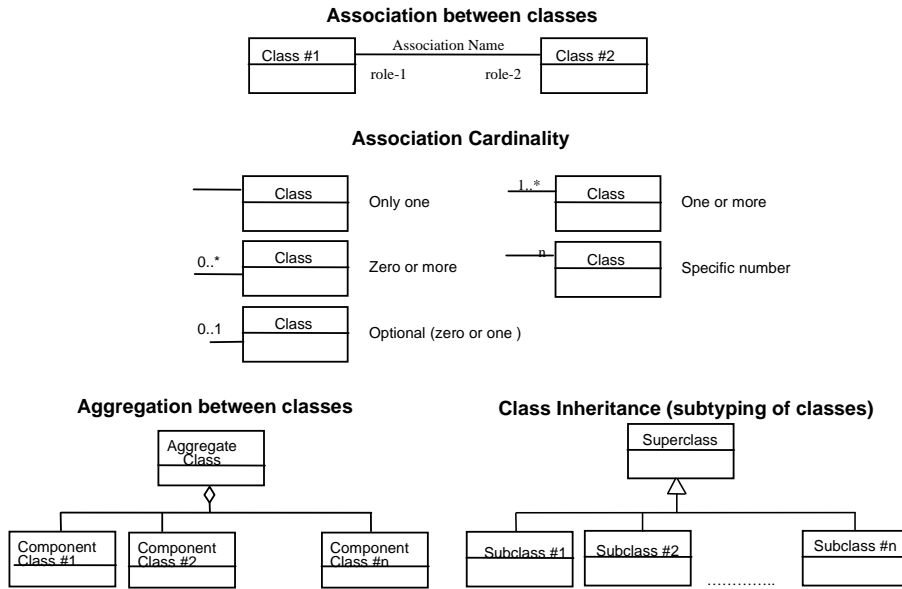 Association between classes
Class #1
Association Name
Class #2
role-1
role-2
Association Cardinality
Class
Only one
1..*
Class
One or more
0..*
Class
Zero or more
n
Class
Specific number
0..1
Class
Optional (zero or one )
Aggregation between classes
Aggregate
Class
Component
Class #1
Component
Class #2
Component
Class #n
Class Inheritance (subtyping of classes)
Superclass
Subclass #1
Subclass #2
..............
Subclass #n